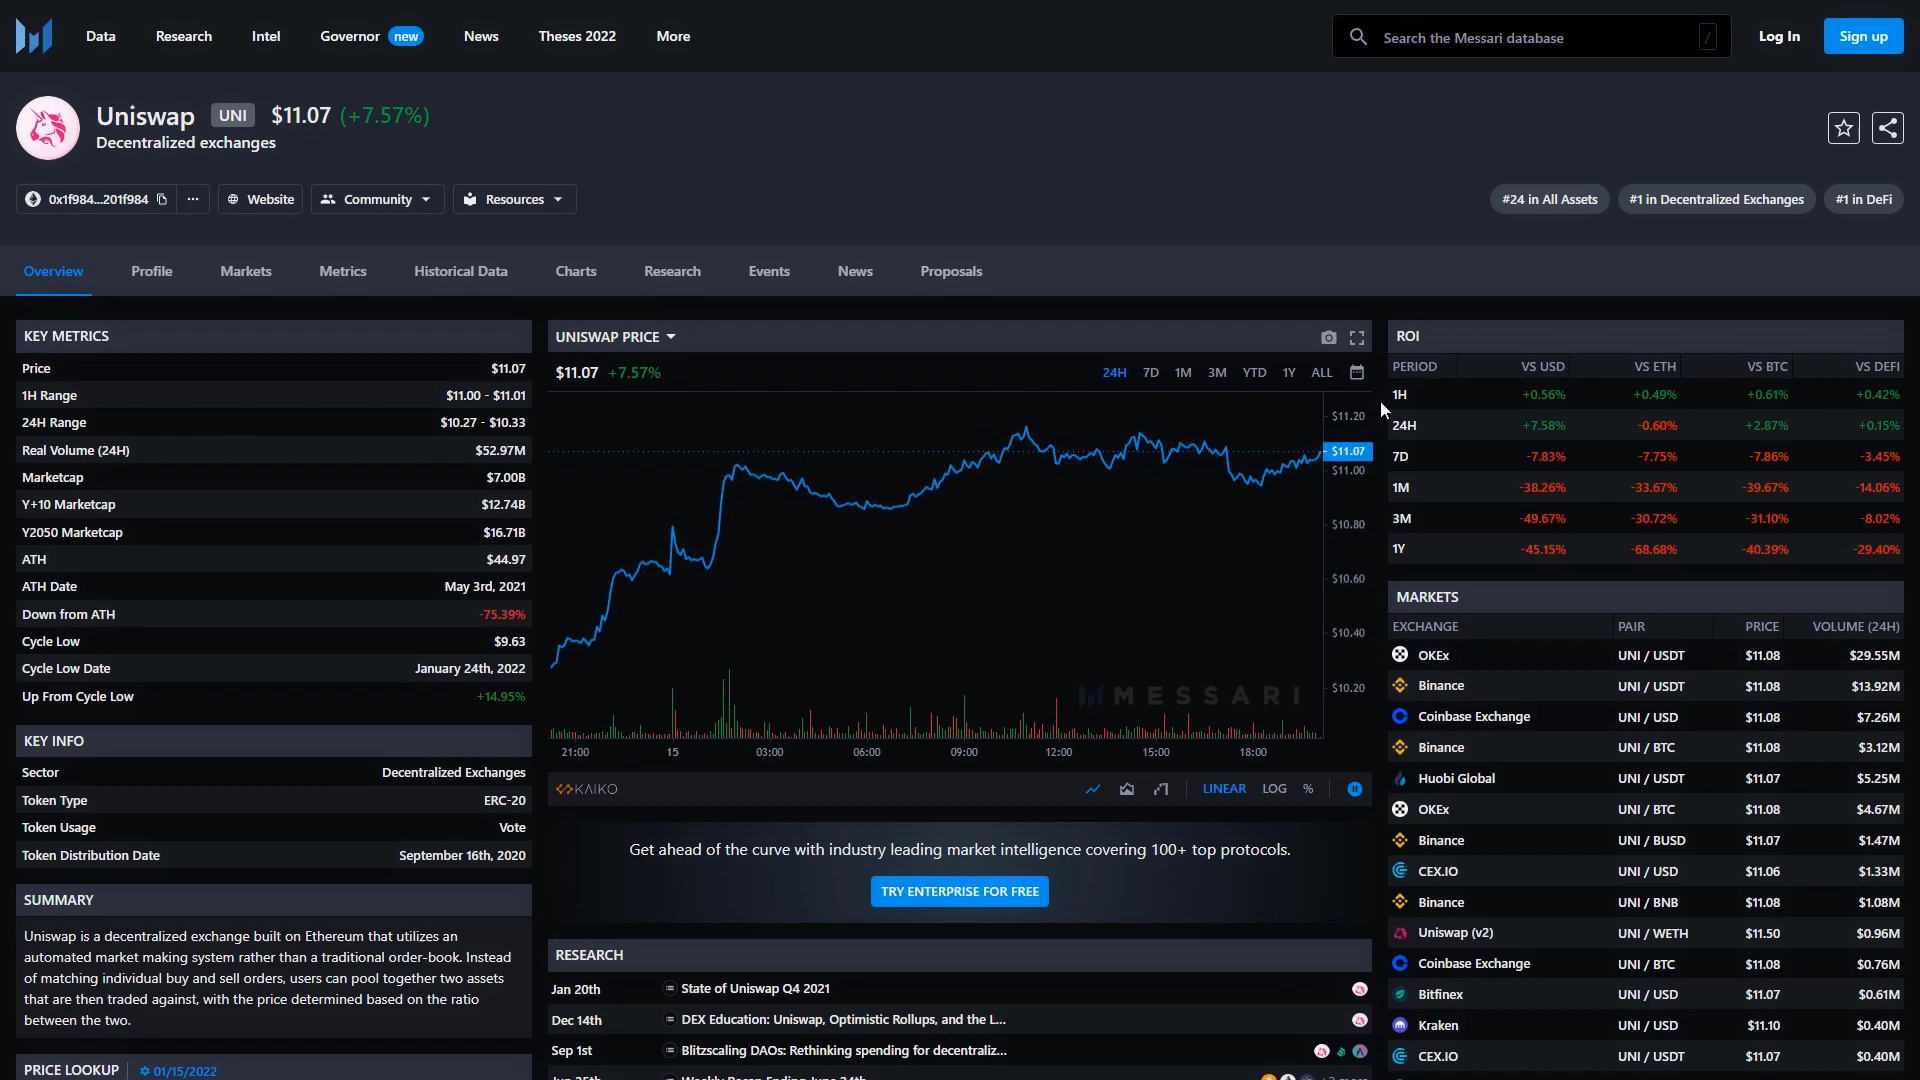 Data
Research
Intel
Governor new
News
Theses 2022
More
Search the Messari database /
Log In
Sign up
Uniswap UNI $11.07 (+7.57%)
Decentralized exchanges
0x1f984...201f984
...
Website
Community
Resources
#24 in All Assets
#1 in Decentralized Exchanges
#1 in DeFi
Overview
Profile
Markets
Metrics
Historical Data
Charts
Research
Events
News
Proposals
KEY METRICS
Price $11.07
1H Range $11.00 - $11.01
24H Range $10.27 - $10.33
Real Volume (24H) $52.97M
Marketcap $7.00B
Y+10 Marketcap $12.74B
Y2050 Marketcap $16.71B
ATH $44.97
ATH Date May 3rd, 2021
Down from ATH -75.39%
Cycle Low $9.63
Cycle Low Date January 24th, 2022
Up From Cycle Low +14.95%
KEY INFO
Sector Decentralized Exchanges
Token Type ERC-20
Token Usage Vote
Token Distribution Date September 16th, 2020
SUMMARY
Uniswap is a decentralized exchange built on Ethereum that utilizes an
automated market making system rather than a traditional order-book. Instead
of matching individual buy and sell orders, users can pool together two assets
that are then traded against, with the price determined based on the ratio
between the two.
PRICE LOOKUP 01/15/2022
UNISWAP PRICE
$11.07 +7.57%
24H 7D 1M 3M YTD 1Y ALL
$11.20
$11.07
$11.00
$10.80
$10.60
$10.40
$10.20
MESSARI
21:00 15 03:00 06:00 09:00 12:00 15:00 18:00
KAIKO
LINEAR LOG %
Get ahead of the curve with industry leading market intelligence covering 100+ top protocols.
TRY ENTERPRISE FOR FREE
RESEARCH
Jan 20th State of Uniswap Q4 2021
Dec 14th DEX Education: Uniswap, Optimistic Rollups, and the L...
Sep 1st Blitzscaling DAOs: Rethinking spending for decentraliz...
ROI
PERIOD VS USD VS ETH VS BTC VS DEFI
1H +0.56% +0.49% +0.61% +0.42%
24H +7.58% -0.60% +2.87% +0.15%
7D -7.83% -7.75% -7.86% -3.45%
1M -38.26% -33.67% -39.67% -14.06%
3M -49.67% -30.72% -31.10% -8.02%
1Y -45.15% -68.68% -40.39% -29.40%
MARKETS
EXCHANGE PAIR PRICE VOLUME (24H)
OKEx UNI / USDT $11.08 $29.55M
Binance UNI / USDT $11.08 $13.92M
Coinbase Exchange UNI / USD $11.08 $7.26M
Binance UNI / BTC $11.08 $3.12M
Huobi Global UNI / USDT $11.07 $5.25M
OKEx UNI / BTC $11.08 $4.67M
Binance UNI / BUSD $11.07 $1.47M
CEX.IO UNI / USD $11.06 $1.33M
Binance UNI / BNB $11.08 $1.08M
Uniswap (v2) UNI / WETH $11.50 $0.96M
Coinbase Exchange UNI / BTC $11.08 $0.76M
Bitfinex UNI / USD $11.07 $0.61M
Kraken UNI / USD $11.10 $0.40M
CEX.IO UNI / USDT $11.07 $0.40M